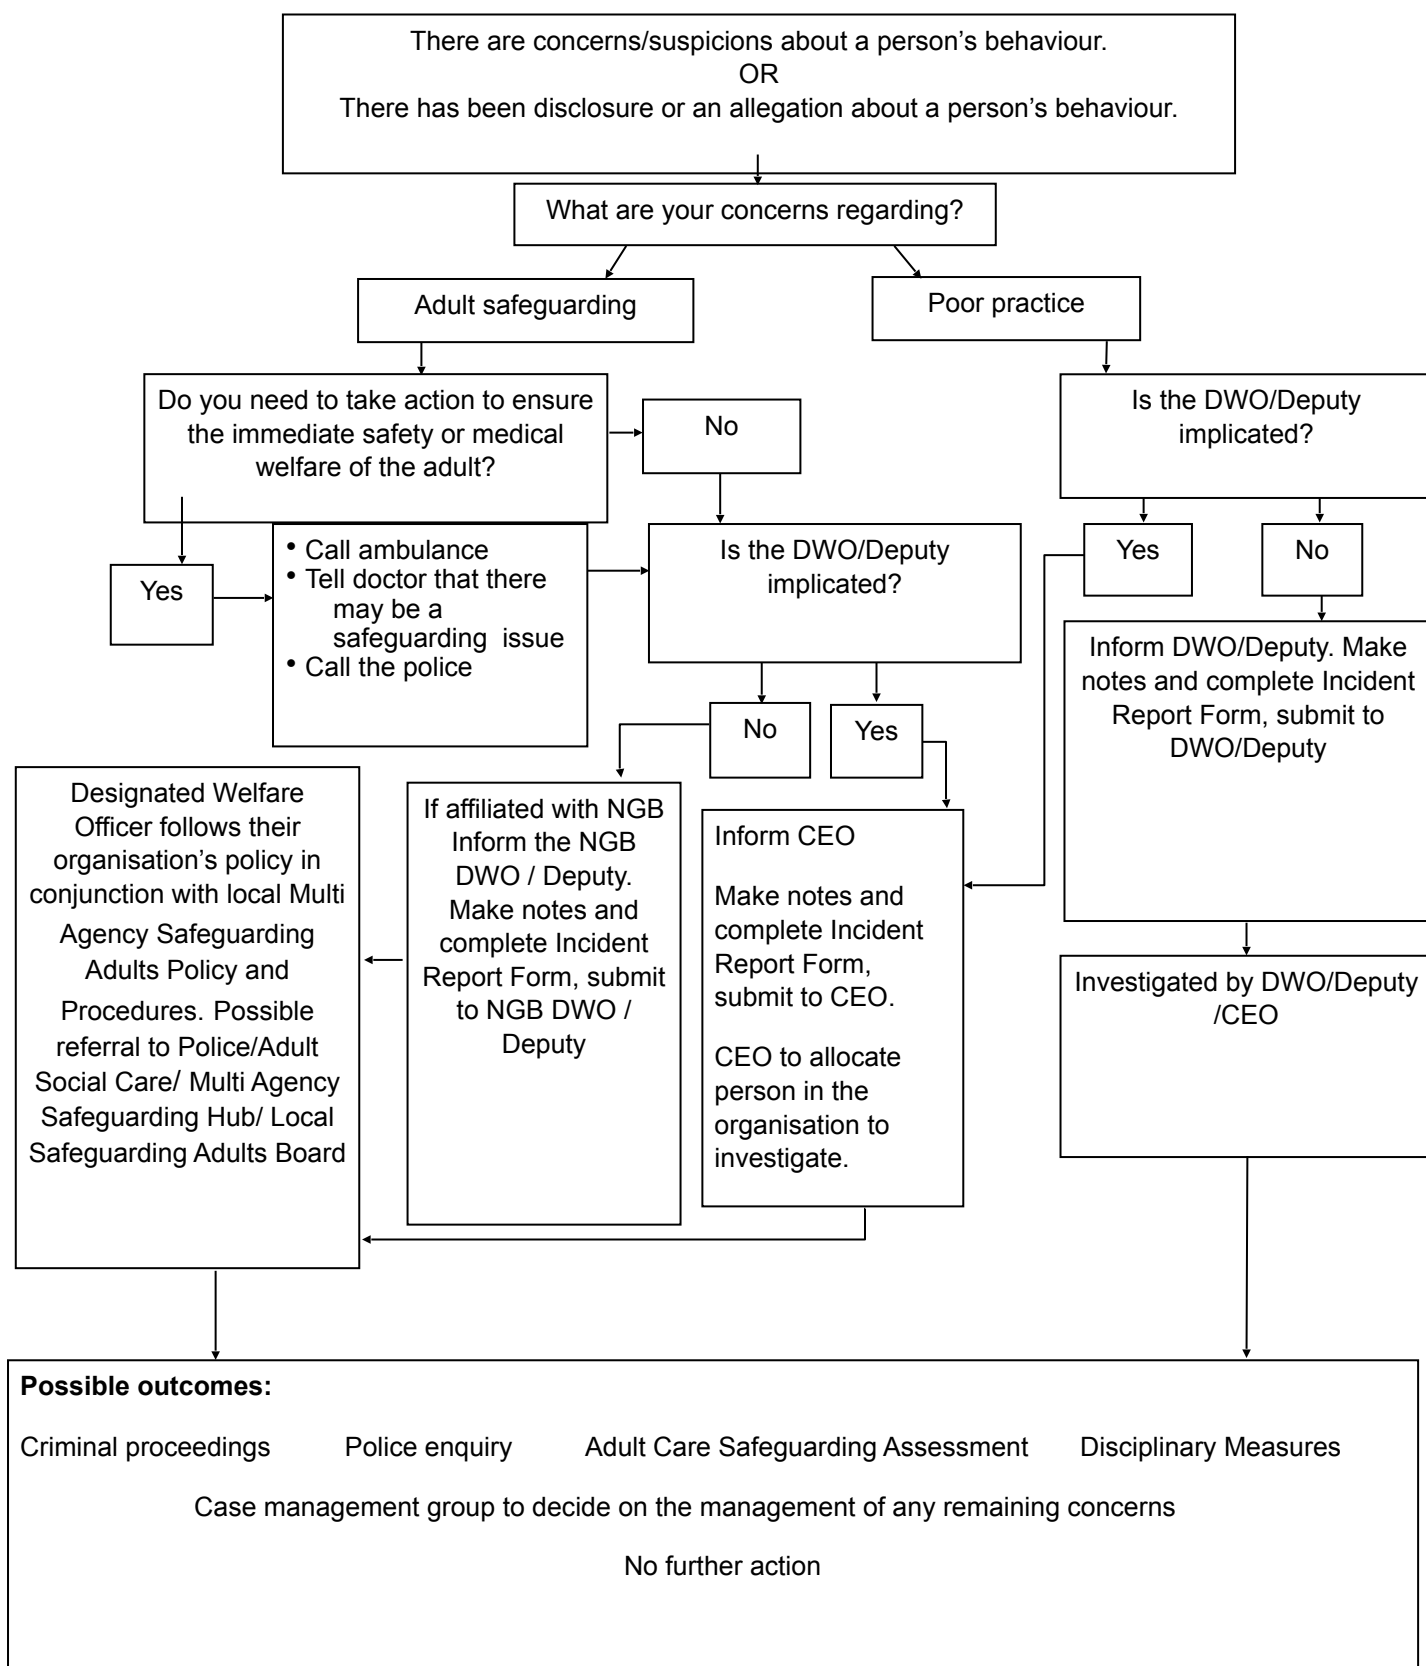 There are concerns/suspicions about a person’s behaviour.
OR
There has been disclosure or an allegation about a person’s behaviour.
What are your concerns regarding?
Adult safeguarding
Poor practice
Do you need to take action to ensure
the immediate safety or medical
welfare of the adult?
No
Is the DWO/Deputy
implicated?
Yes
• Call ambulance
• Tell doctor that there
may be a
safeguarding issue
• Call the police
Is the DWO/Deputy
implicated?
Yes
No
No
Yes
Inform DWO/Deputy. Make
notes and complete Incident
Report Form, submit to
DWO/Deputy
Designated Welfare
Officer follows their
organisation’s policy in
conjunction with local Multi
Agency Safeguarding
Adults Policy and
Procedures. Possible
referral to Police/Adult
Social Care/ Multi Agency
Safeguarding Hub/ Local
Safeguarding Adults Board
If affiliated with NGB
Inform the NGB
DWO / Deputy.
Make notes and
complete Incident
Report Form, submit
to NGB DWO /
Deputy
Inform CEO
Make notes and
complete Incident
Report Form,
submit to CEO.
CEO to allocate
person in the
organisation to
investigate.
Investigated by DWO/Deputy
/CEO
Possible outcomes:
Criminal proceedings Police enquiry Adult Care Safeguarding Assessment Disciplinary Measures
Case management group to decide on the management of any remaining concerns
No further action